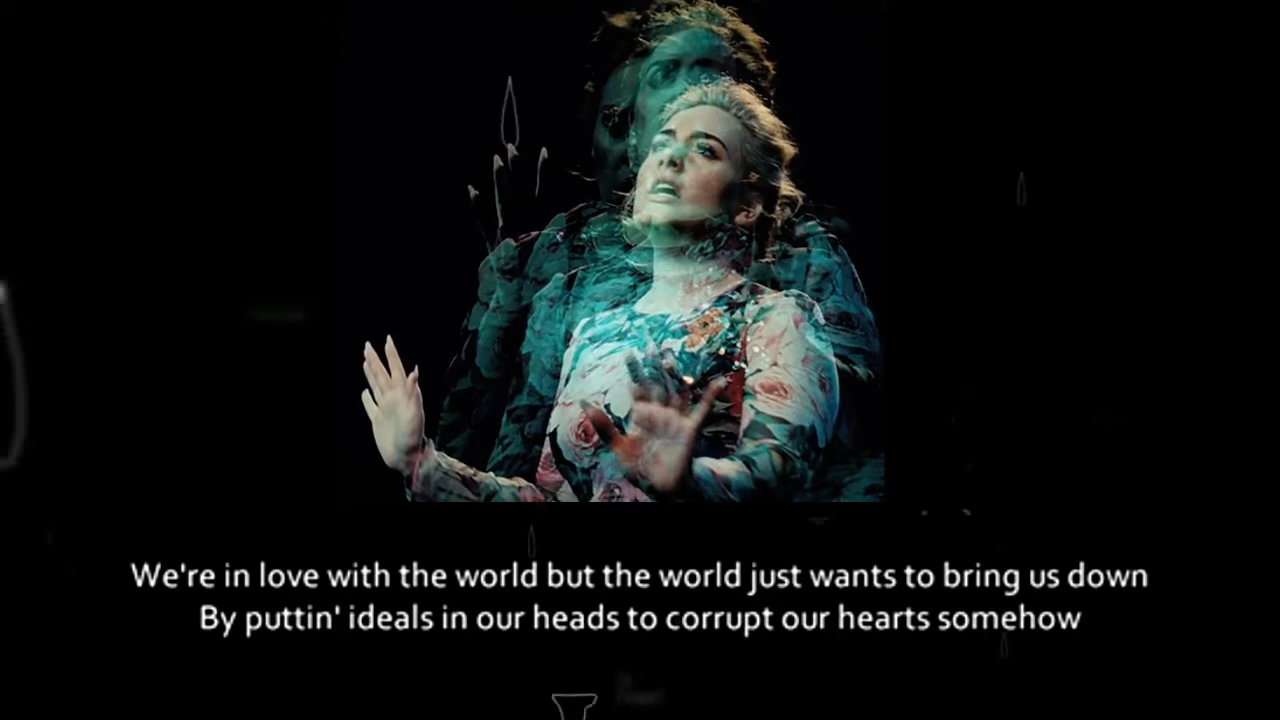 We're in love with the world but the world just wants to bring us down
By puttin' ideals in our heads to corrupt our hearts somehow